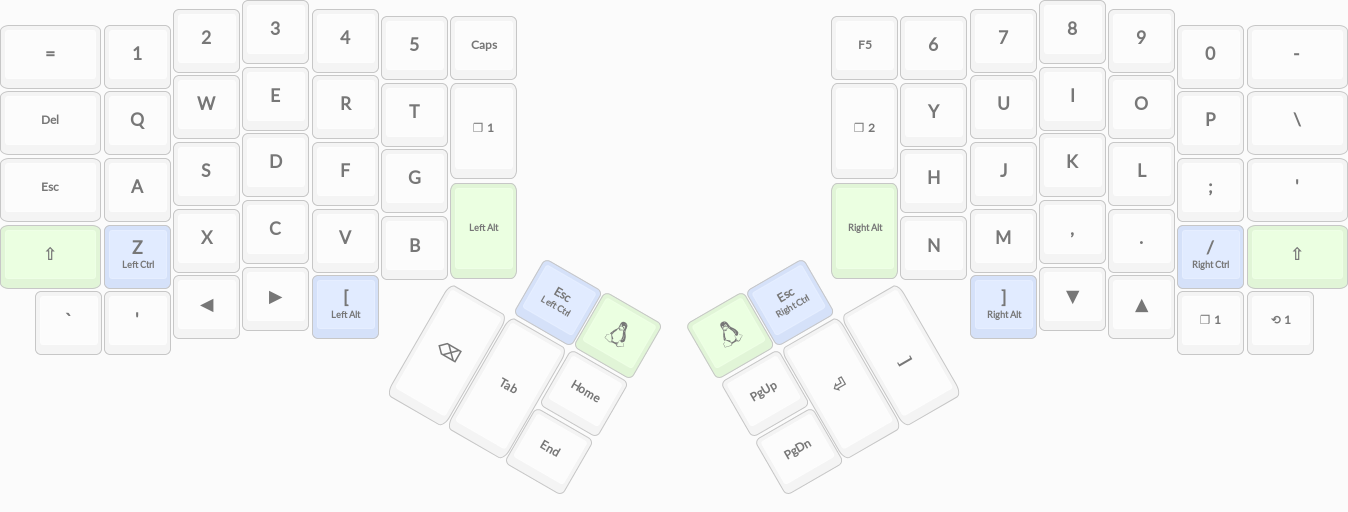 = 1 2 3 4 5 Caps F5 6 7 8 9 0 -
Del Q W E R T 1 2 Y U I O P \
Esc A S D F G H J K L ; '
⇧ Z X C V B Left Alt Right Alt N M , . / ⇧
Left Ctrl Right Ctrl
` ' ◀ ▶ [ ] ▼ ▲ 1 ⟲ 1
Left Alt Right Alt
Esc Esc
Left Ctrl Right Ctrl
⌫ Tab Home PgUp ⏎
End PgDn